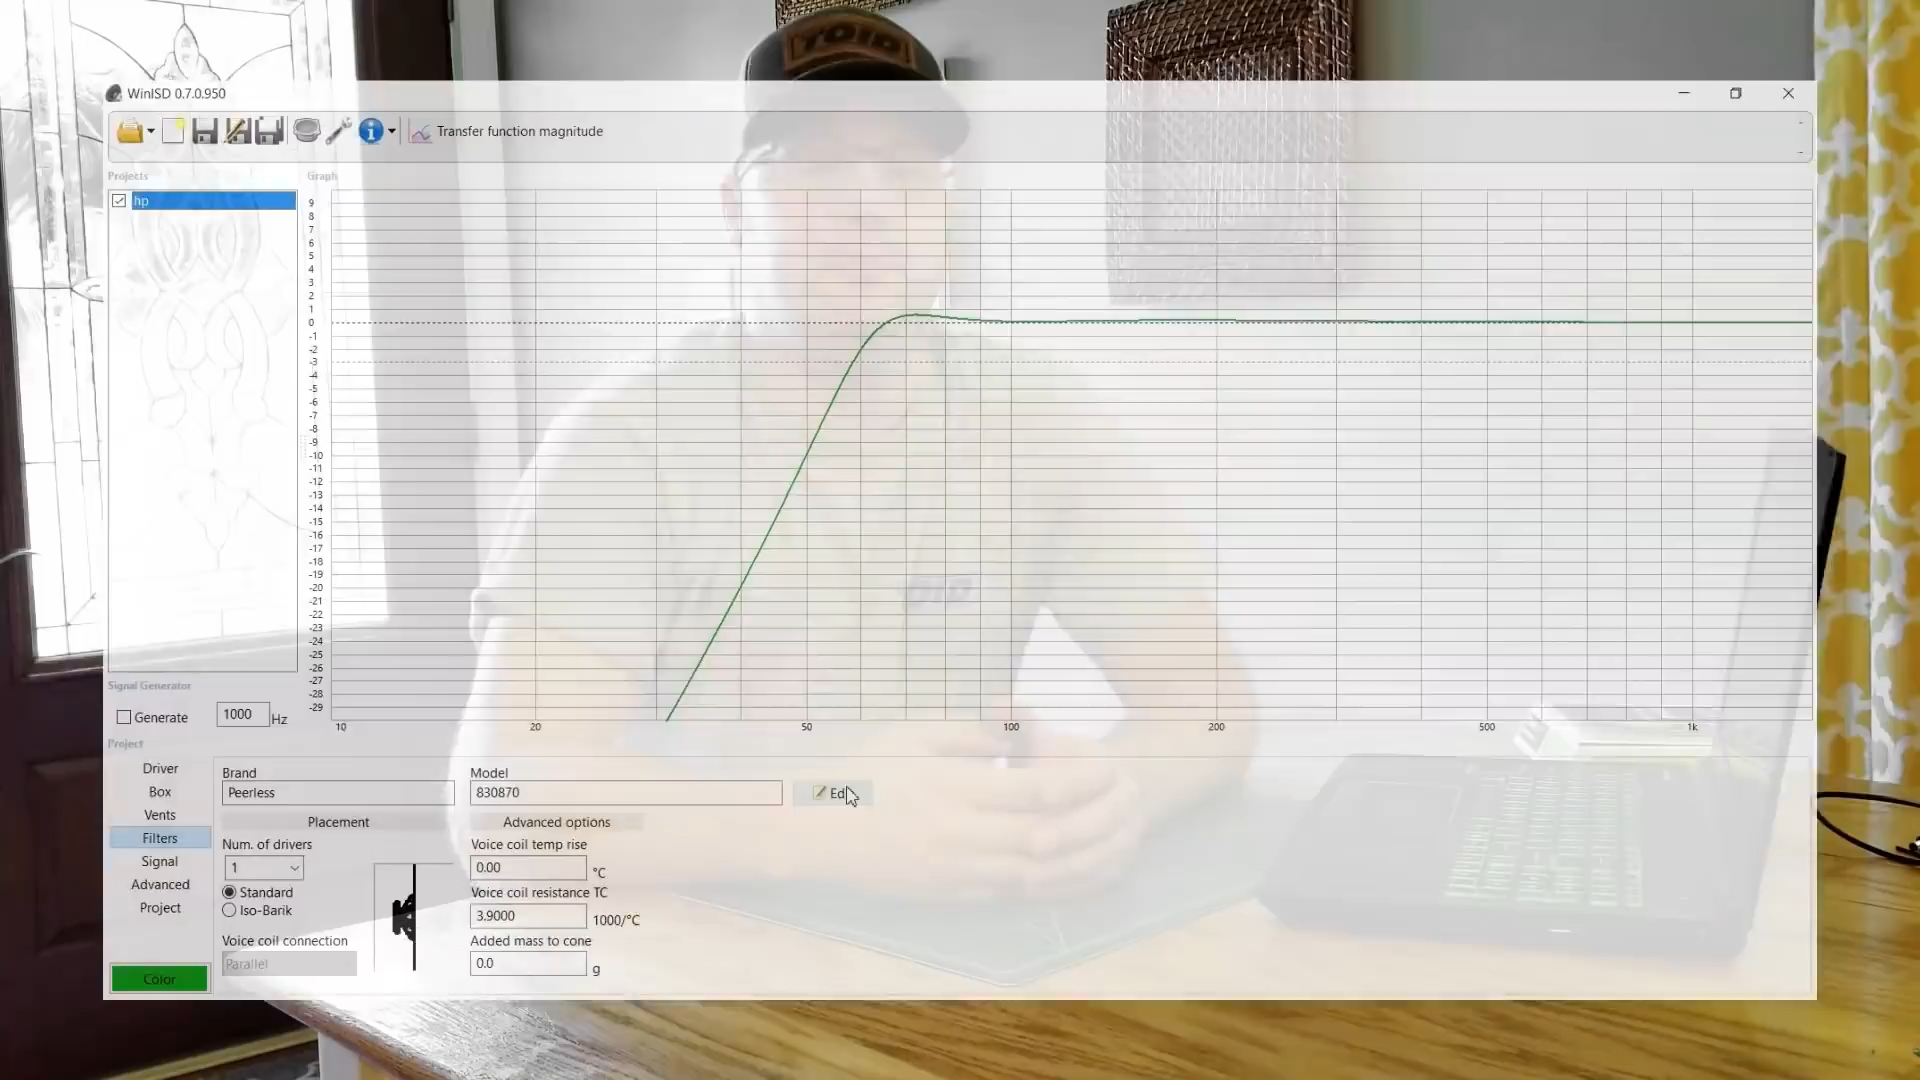 TOID
WinISD 0.7.0.950
Transfer function magnitude
Projects
Graph
hp
9
8
7
6
5
4
3
2
1
0
-1
-2
-3
-4
-5
-6
-7
-8
-9
-10
-11
-12
-13
-14
-15
-16
-17
-18
-19
-20
-21
-22
-23
-24
-25
-26
-27
-28
-29
10 20 50 100 200 500 1k
Signal Generator
Generate 1000 Hz
Project
Driver
Box
Vents
Filters
Signal
Advanced
Project
Color
Brand
Peerless
Model
830870
Ed
Placement
Advanced options
Num. of drivers
1
Standard
Iso-Barik
Voice coil connection
Parallel
Voice coil temp rise
0.00 °C
Voice coil resistance TC
3.9000 1000/°C
Added mass to cone
0.0 g